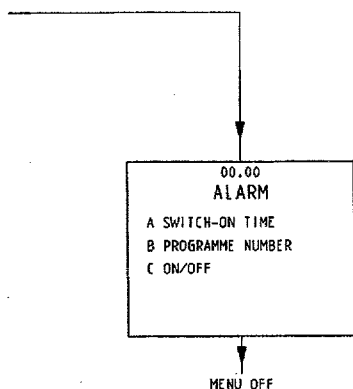 00.00
ALARM
A SWITCH-ON TIME
B PROGRAMME NUMBER
C ON/OFF
MENU OFF